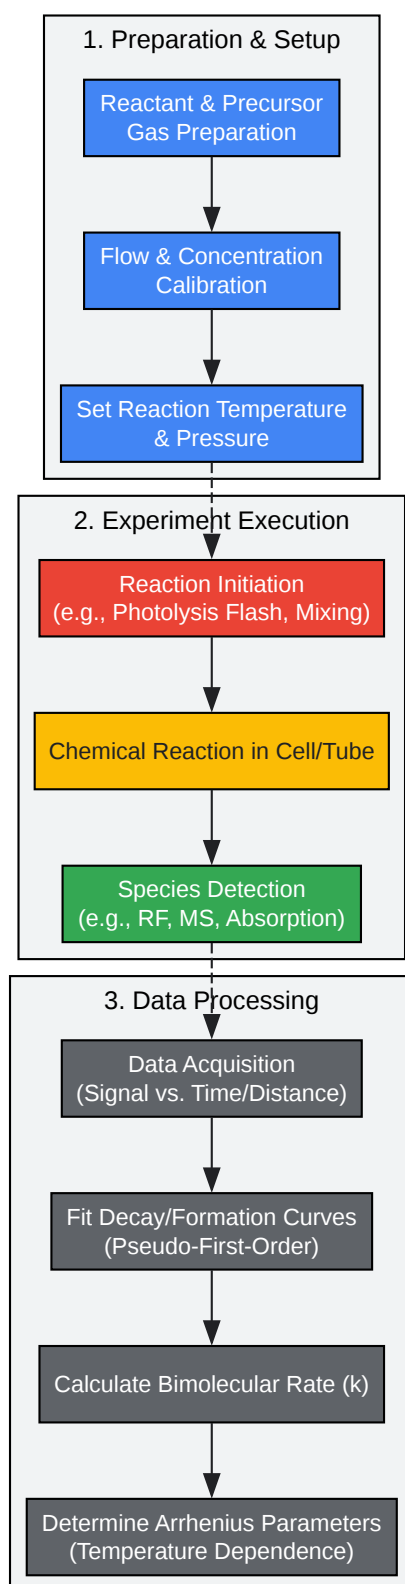 1. Preparation & Setup
Reactant & Precursor
Gas Preparation
Flow & Concentration
Calibration
Set Reaction Temperature
& Pressure
2. Experiment Execution
Reaction Initiation
(e.g., Photolysis Flash, Mixing)
Chemical Reaction in Cell/Tube
Species Detection
(e.g., RF, MS, Absorption)
3. Data Processing
Data Acquisition
(Signal vs. Time/Distance)
Fit Decay/Formation Curves
(Pseudo-First-Order)
Calculate Bimolecular Rate (k)
Determine Arrhenius Parameters
(Temperature Dependence)